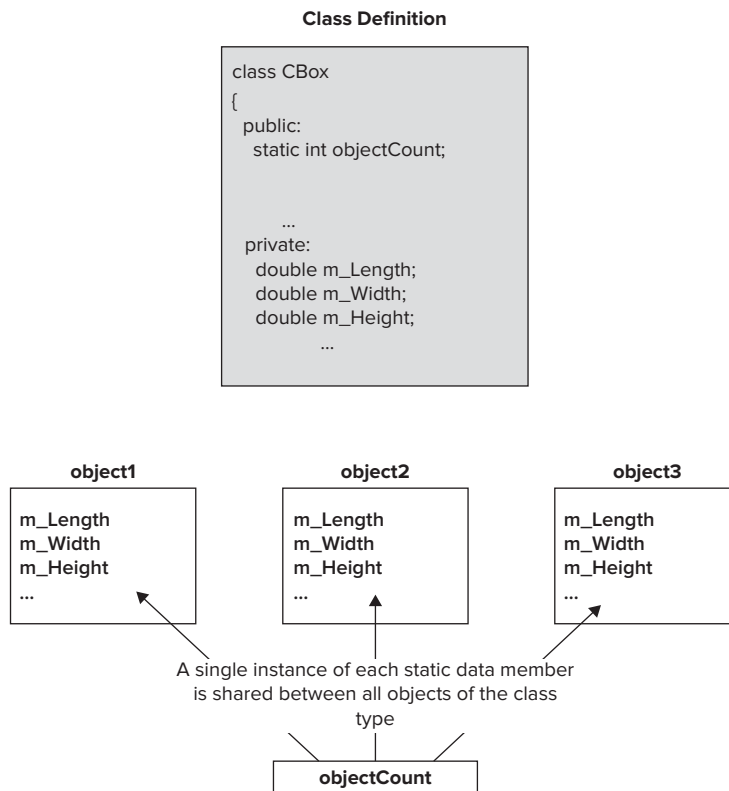 Class Definition
class CBox
{
public:
static int objectCount;
...
private:
double m_Length;
double m_Width;
double m_Height;
...
object1
m_Length
m_Width
m_Height
...
object2
m_Length
m_Width
m_Height
...
object3
m_Length
m_Width
m_Height
...
A single instance of each static data member
is shared between all objects of the class
type
objectCount